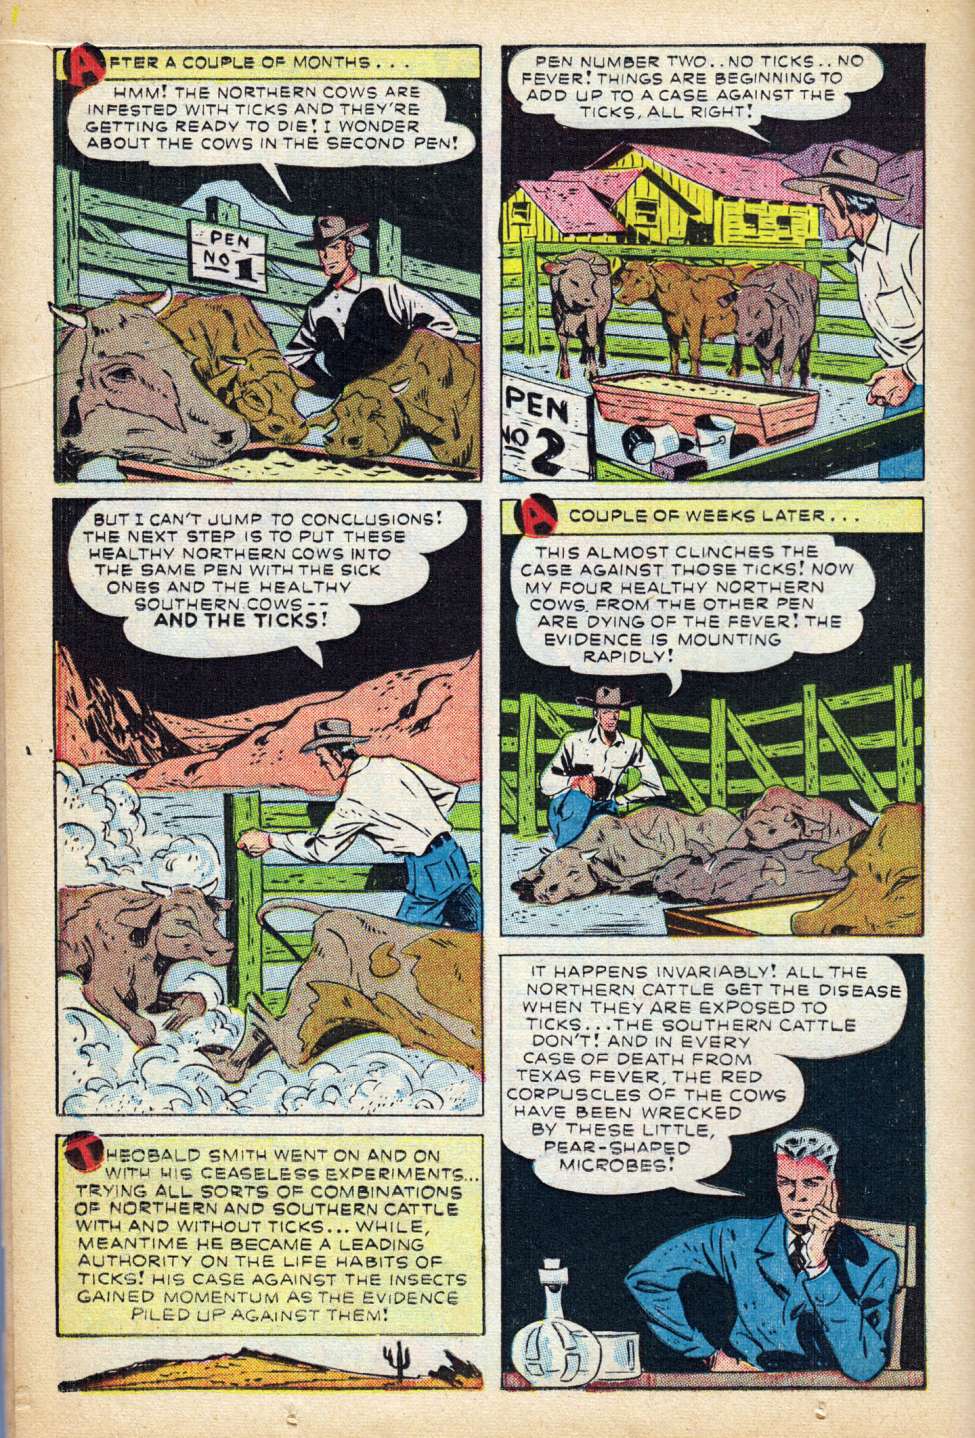 AFTER A COUPLE OF MONTHS...
HMM! THE NORTHERN COWS ARE
INFESTED WITH TICKS AND THEY'RE
GETTING READY TO DIE! I WONDER
ABOUT THE COWS IN THE SECOND PEN!
PEN
NO 1
PEN NUMBER TWO..NO TICKS..NO
FEVER! THINGS ARE BEGINNING TO
ADD UP TO A CASE AGAINST THE
TICKS, ALL RIGHT!
PEN
NO 2
BUT I CAN'T JUMP TO CONCLUSIONS!
THE NEXT STEP IS TO PUT THESE
HEALTHY NORTHERN COWS INTO
THE SAME PEN WITH THE SICK
ONES AND THE HEALTHY
SOUTHERN COWS--
AND THE TICKS!
A COUPLE OF WEEKS LATER...
THIS ALMOST CLINCHES THE
CASE AGAINST THOSE TICKS! NOW
MY FOUR HEALTHY NORTHERN
COWS, FROM THE OTHER PEN
ARE DYING OF THE FEVER! THE
EVIDENCE IS MOUNTING
RAPIDLY!
THEOBALD SMITH WENT ON AND ON
WITH HIS CEASELESS EXPERIMENTS...
TRYING ALL SORTS OF COMBINATIONS
OF NORTHERN AND SOUTHERN CATTLE
WITH AND WITHOUT TICKS... WHILE,
MEANTIME HE BECAME A LEADING
AUTHORITY ON THE LIFE HABITS OF
TICKS! HIS CASE AGAINST THE INSECTS
GAINED MOMENTUM AS THE EVIDENCE
PILED UP AGAINST THEM!
IT HAPPENS INVARIABLY! ALL THE
NORTHERN CATTLE GET THE DISEASE
WHEN THEY ARE EXPOSED TO
TICKS...THE SOUTHERN CATTLE
DON'T! AND IN EVERY
CASE OF DEATH FROM
TEXAS FEVER, THE RED
CORPUSCLES OF THE COWS
HAVE BEEN WRECKED
BY THESE LITTLE,
PEAR-SHAPED
MICROBES!